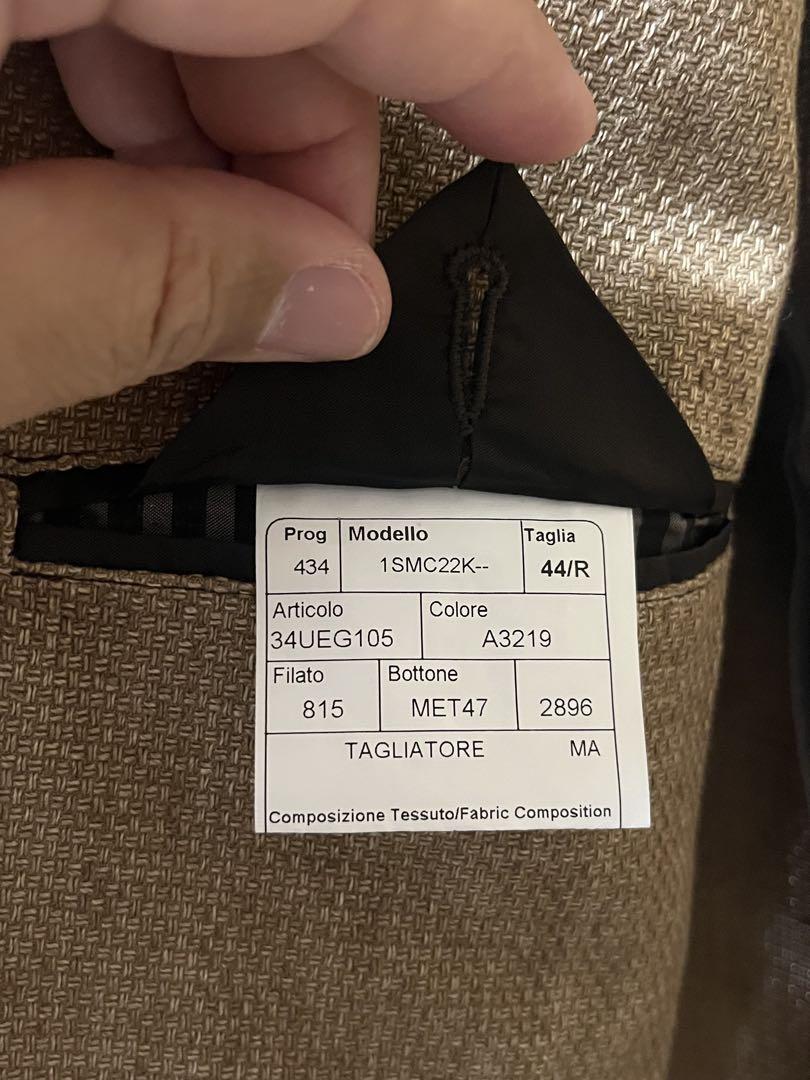 Prog Modello Taglia
434 1SMC22K-- 44/R
Articolo Colore
34UEG105 A3219
Filato Bottone
815 MET47 2896
TAGLIATORE MA
Composizione Tessuto/Fabric Composition